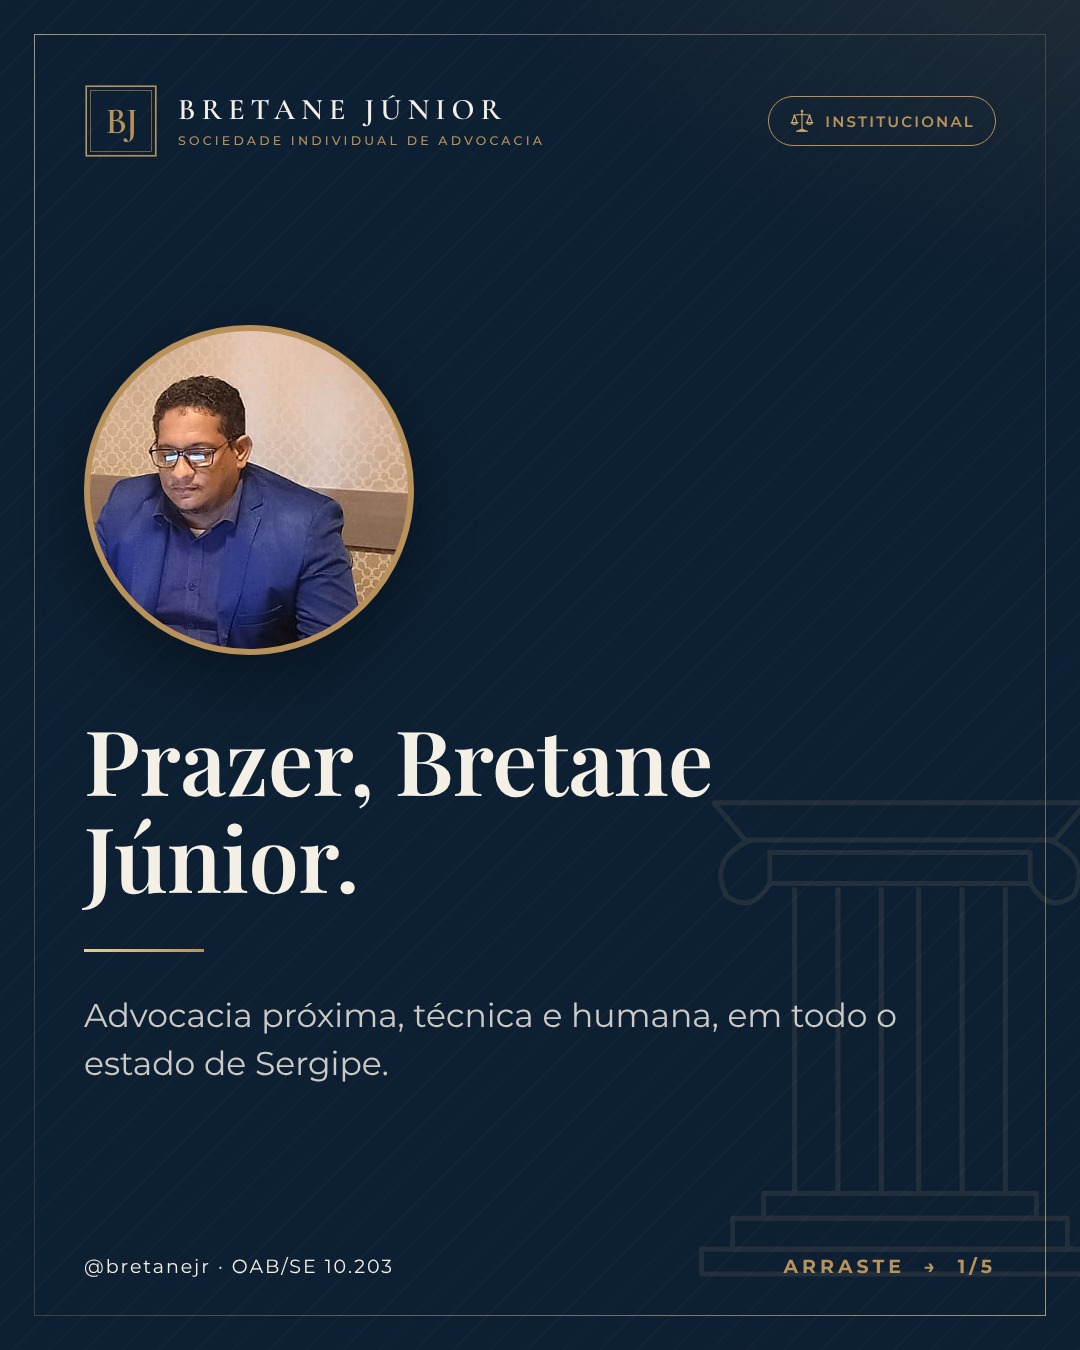 BJ
BRETANE JÚNIOR
SOCIEDADE INDIVIDUAL DE ADVOCACIA
INSTITUCIONAL
Prazer, Bretane
Júnior.
Advocacia próxima, técnica e humana, em todo o
estado de Sergipe.
@bretanejr · OAB/SE 10.203
ARRASTE → 1/5